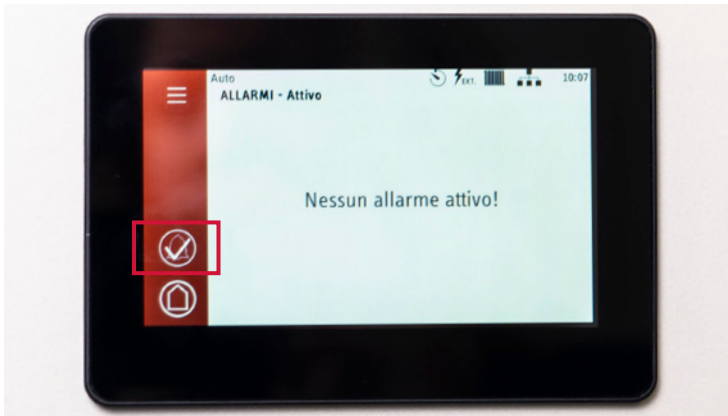 Auto
EXT.
10:07
ALLARMI - Attivo
Nessun allarme attivo!